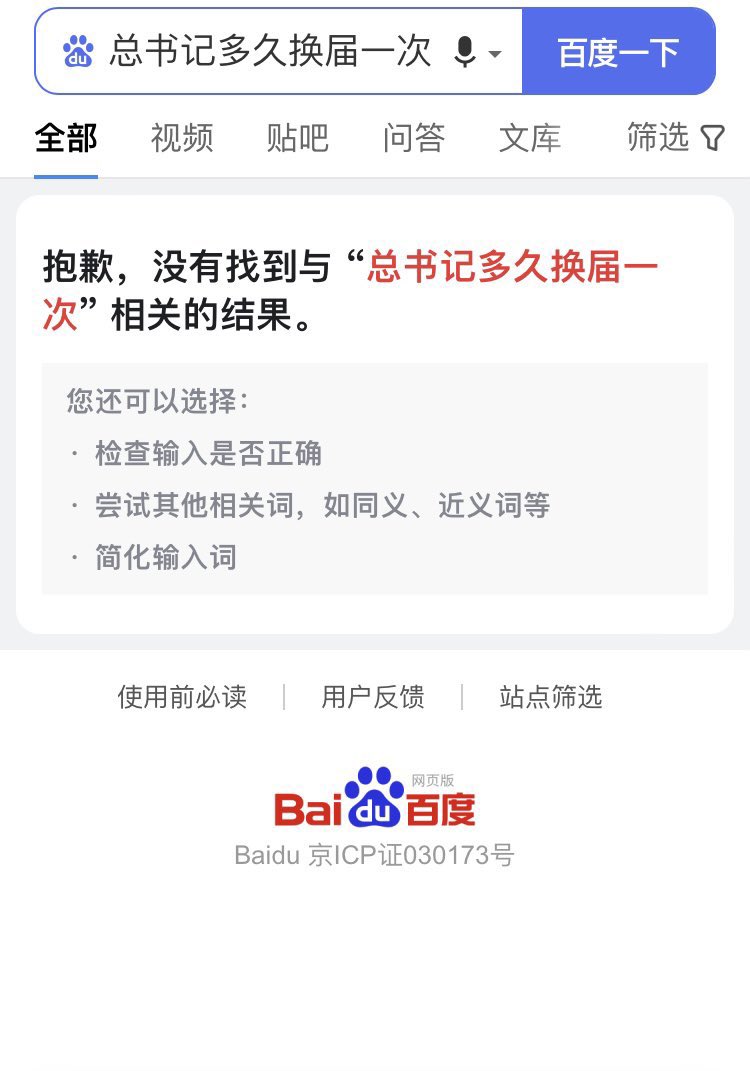 总书记多久换届一次
百度一下
全部 视频 贴吧 问答 文库 筛选
抱歉，没有找到与“总书记多久换届一
次”相关的结果。
您还可以选择：
· 检查输入是否正确
· 尝试其他相关词，如同义、近义词等
· 简化输入词
使用前必读 | 用户反馈 | 站点筛选
Bai du 百度 网页版
Baidu 京ICP证030173号